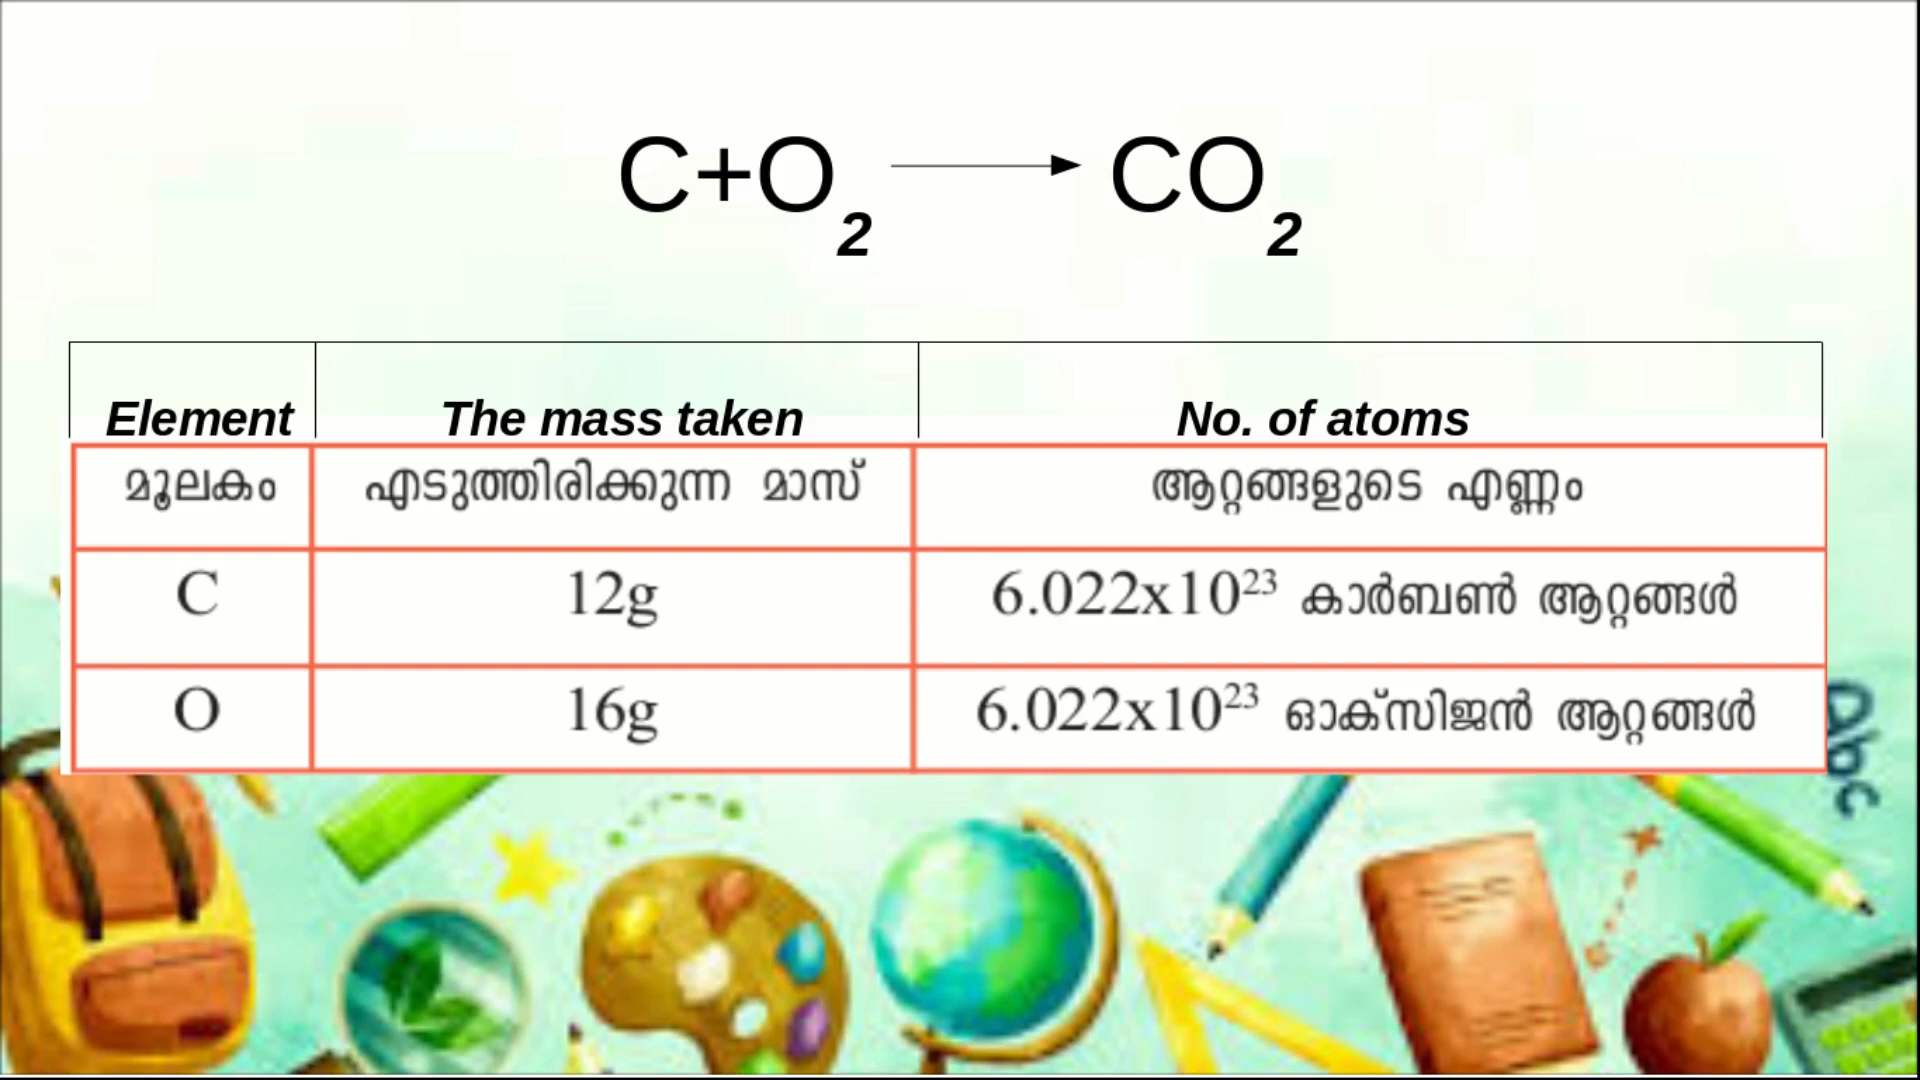 C+O₂ → CO₂
Element The mass taken No. of atoms
മൂലകം എടുത്തിരിക്കുന്ന മാസ് ആറ്റങ്ങളുടെ എണ്ണം
C 12g 6.022x10²³ കാർബൺ ആറ്റങ്ങൾ
O 16g 6.022x10²³ ഓക്സിജൻ ആറ്റങ്ങൾ
abc